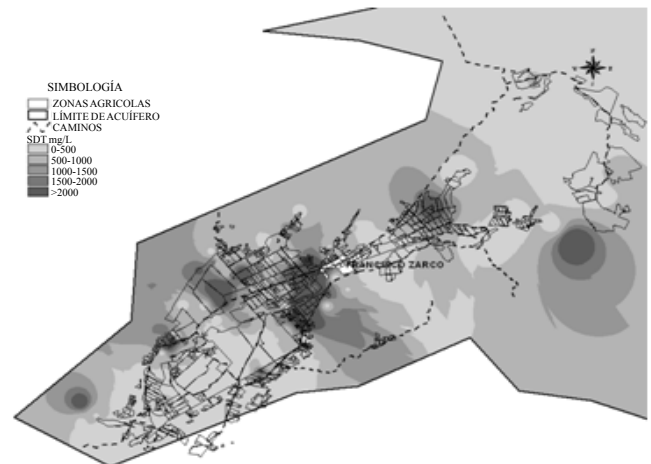 SIMBOLOGÍA
ZONAS AGRICOLAS
LÍMITE DE ACUÍFERO
CAMINOS
SDT mg/L
0-500
500-1000
1000-1500
1500-2000
>2000
FRANCISCO ZARCO